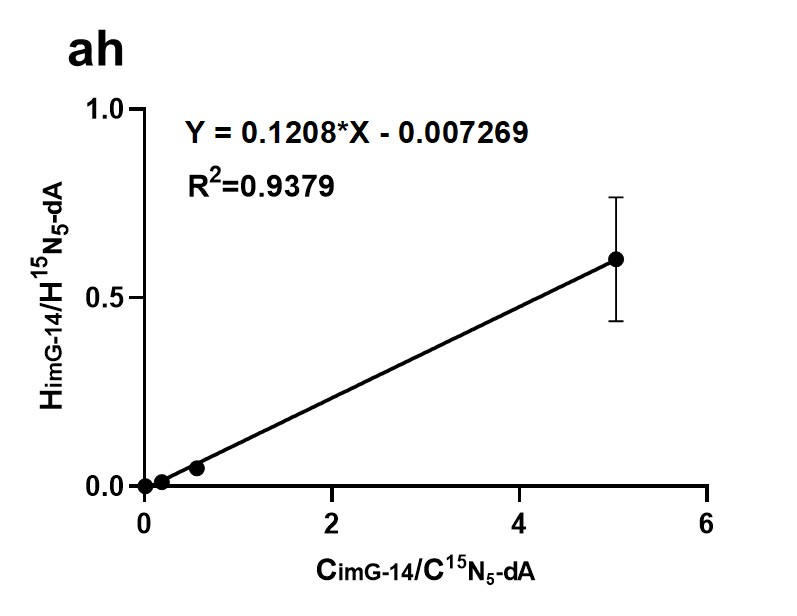 ah
1.0
Y = 0.1208*X - 0.007269
R²=0.9379
HimG-14/H¹⁵N₅-dA
0.5
0.0
0 2 4 6
CimG-14/C¹⁵N₅-dA